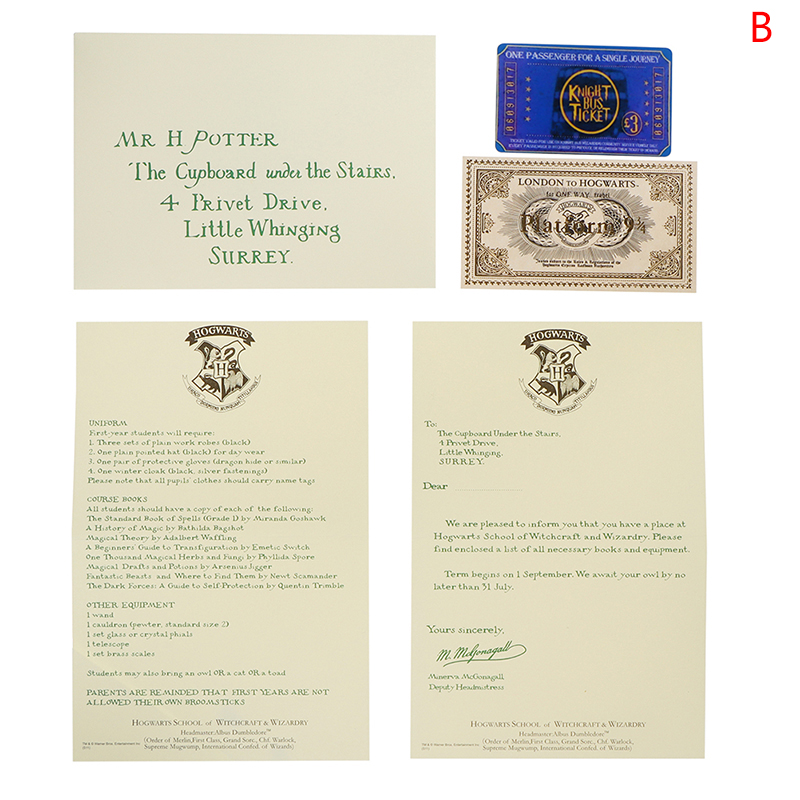 B
MR H POTTER
The Cupboard under the Stairs,
4 Privet Drive,
Little Whinging
SURREY.
ONE PASSENGER FOR A SINGLE JOURNEY
KNIGHT
BUS
TICKET
£3
LONDON TO HOGWARTS
for ONE WAY travel
Platform 9¾
HOGWARTS
H
UNIFORM
First-year students will require:
1. Three sets of plain work robes (black)
2. One plain pointed hat (black) for day wear
3. One pair of protective gloves (dragon hide or similar)
4. One winter cloak (black, silver fastenings)
Please note that all pupils' clothes should carry name tags
COURSE BOOKS
All students should have a copy of each of the following:
The Standard Book of Spells (Grade 1) by Miranda Goshawk
A History of Magic by Bathilda Bagshot
Magical Theory by Adalbert Waffling
A Beginners' Guide to Transfiguration by Emetic Switch
One Thousand Magical Herbs and Fungi by Phyllida Spore
Magical Drafts and Potions by Arsenius Jigger
Fantastic Beasts and Where to Find Them by Newt Scamander
The Dark Forces: A Guide to Self-Protection by Quentin Trimble
OTHER EQUIPMENT
1 wand
1 cauldron (pewter, standard size 2)
1 set glass or crystal phials
1 telescope
1 set brass scales
Students may also bring an owl OR a cat OR a toad
PARENTS ARE REMINDED THAT FIRST YEARS ARE NOT
ALLOWED THEIR OWN BROOMSTICKS
HOGWARTS SCHOOL of WITCHCRAFT & WIZARDRY
Headmaster: Albus Dumbledore™
(Order of Merlin, First Class, Grand Sorc., Chf. Warlock,
Supreme Mugwump, International Confed. of Wizards)
HOGWARTS
H
To:
The Cupboard Under the Stairs,
4 Privet Drive,
Little Whinging,
SURREY.
Dear
We are pleased to inform you that you have a place at
Hogwarts School of Witchcraft and Wizardry. Please
find enclosed a list of all necessary books and equipment.
Term begins on 1 September. We await your owl by no
later than 31 July.
Yours sincerely,
M. McGonagall
Minerva McGonagall
Deputy Headmistress
HOGWARTS SCHOOL of WITCHCRAFT & WIZARDRY
Headmaster: Albus Dumbledore™
(Order of Merlin, First Class, Grand Sorc., Chf. Warlock,
Supreme Mugwump, International Confed. of Wizards)